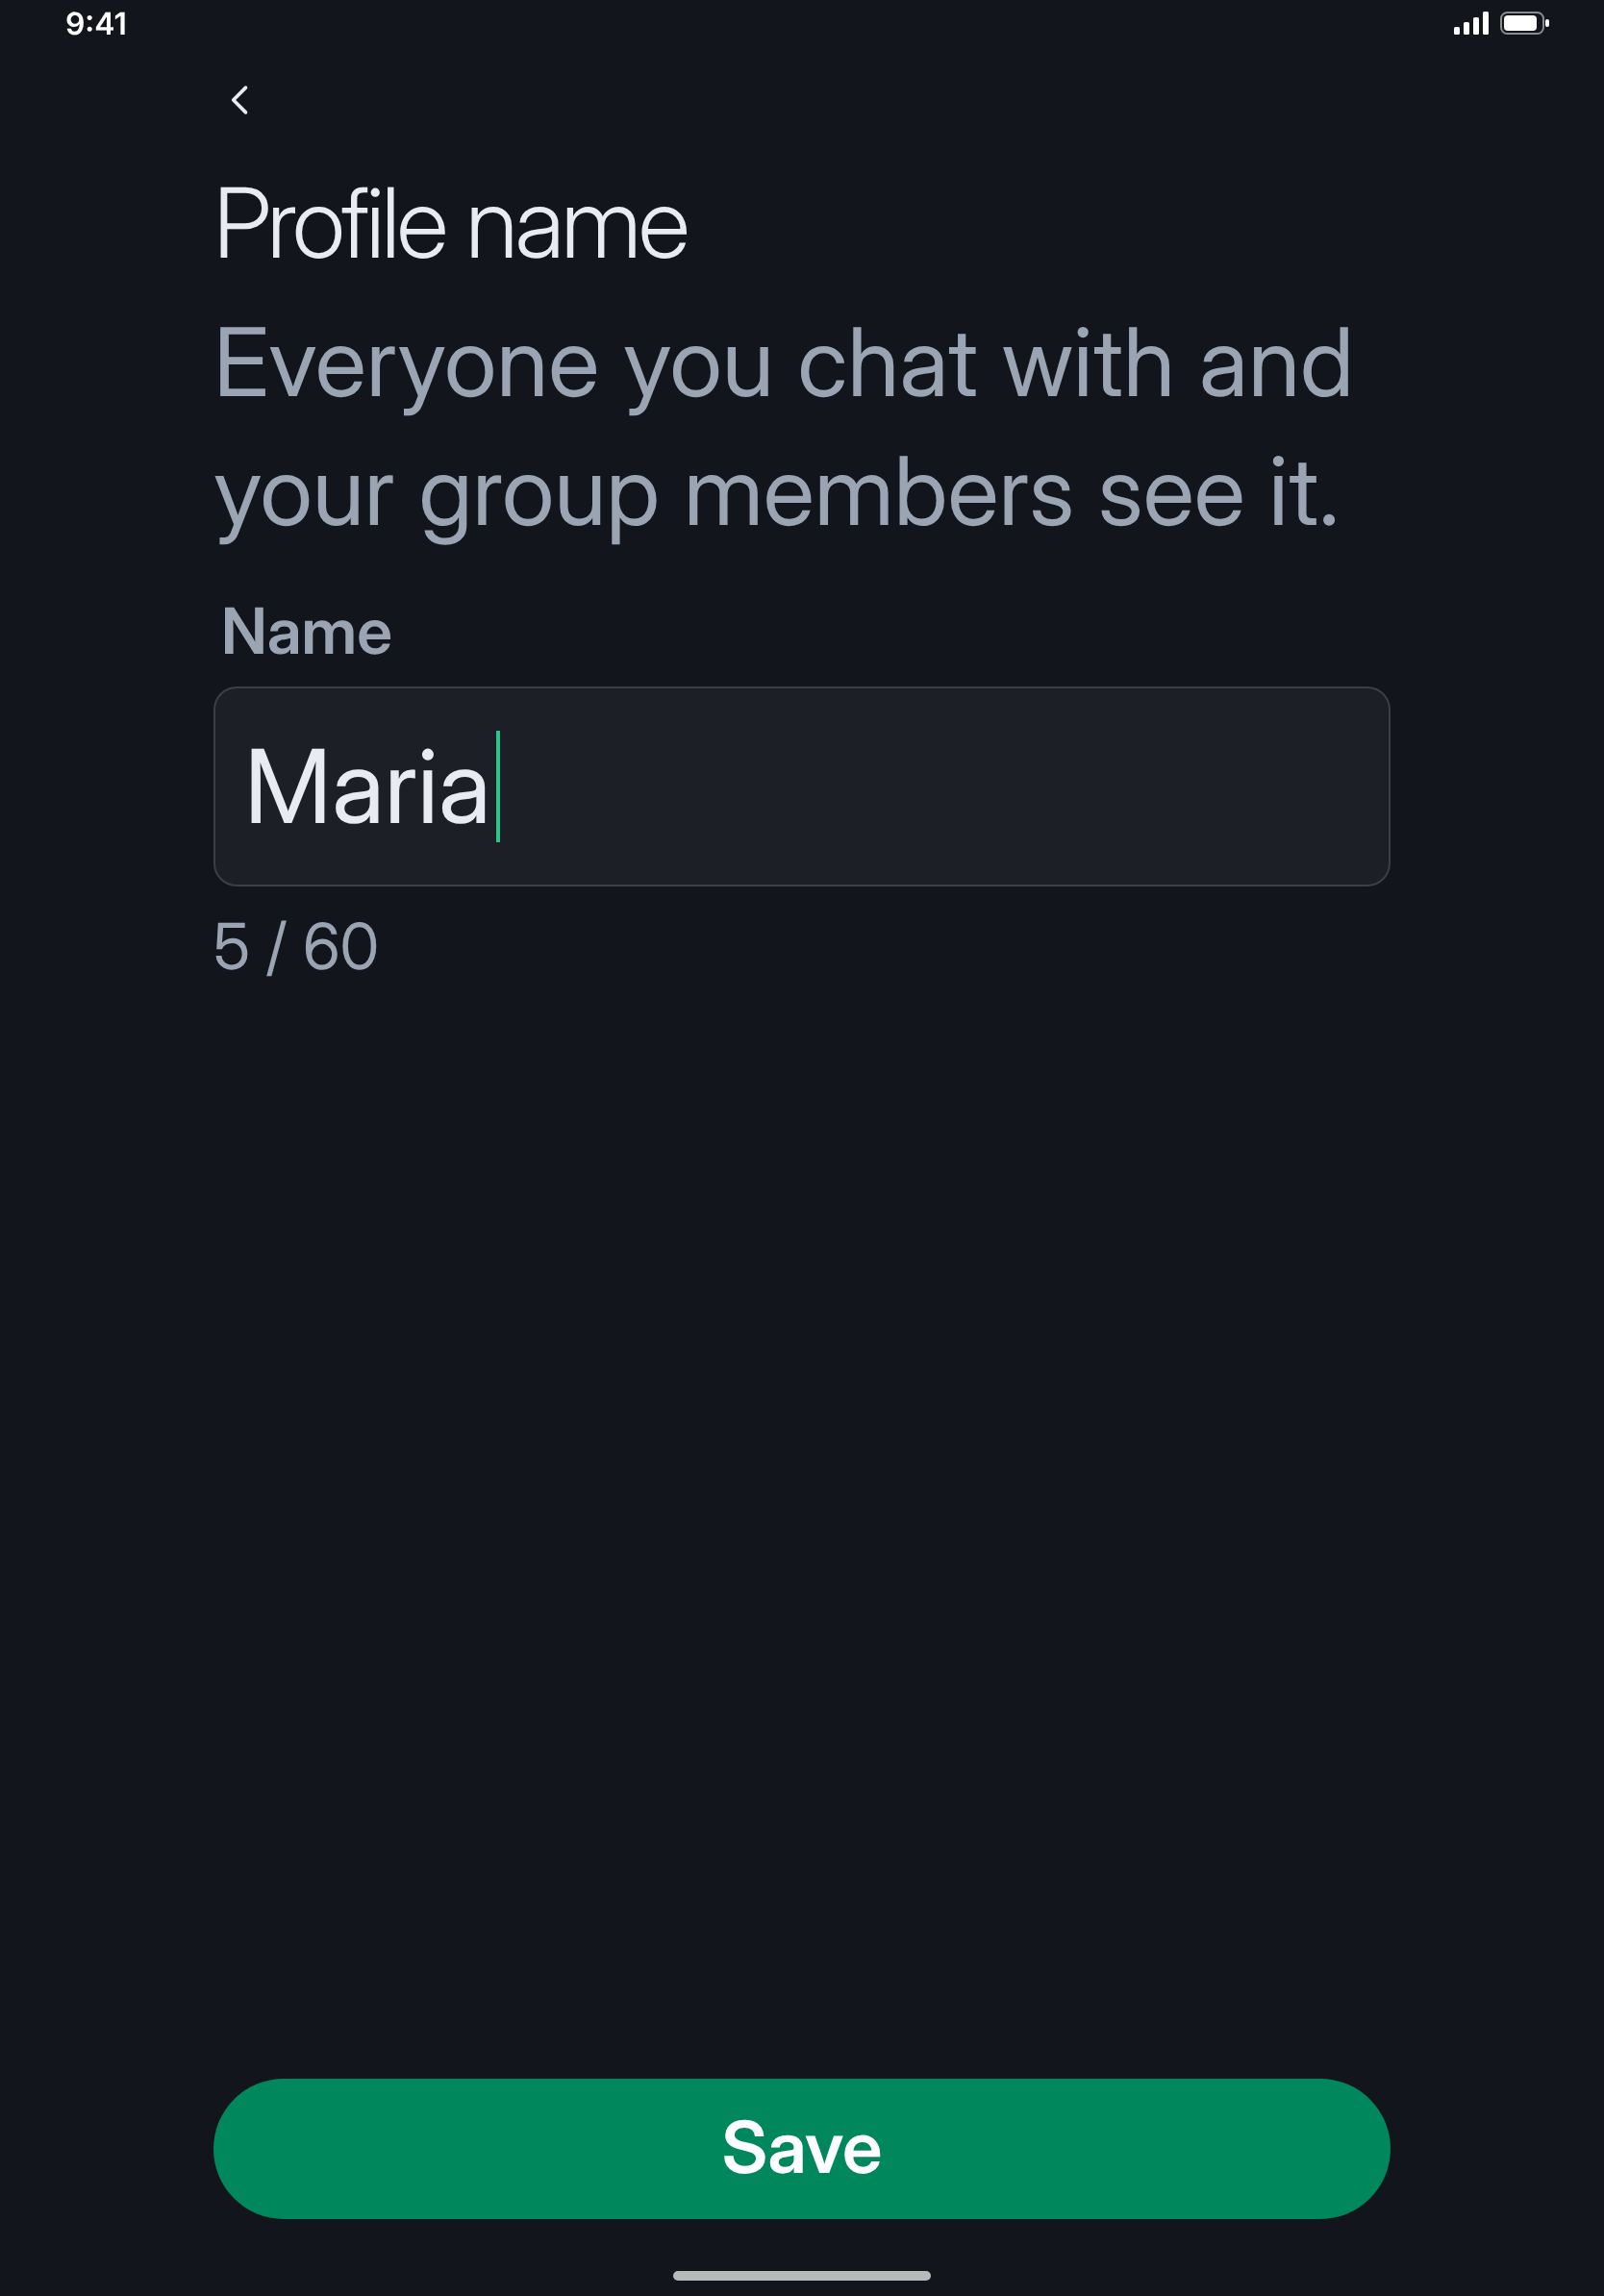 9:41
Profile name
Everyone you chat with and
your group members see it.
Name
Maria
5 / 60
Save